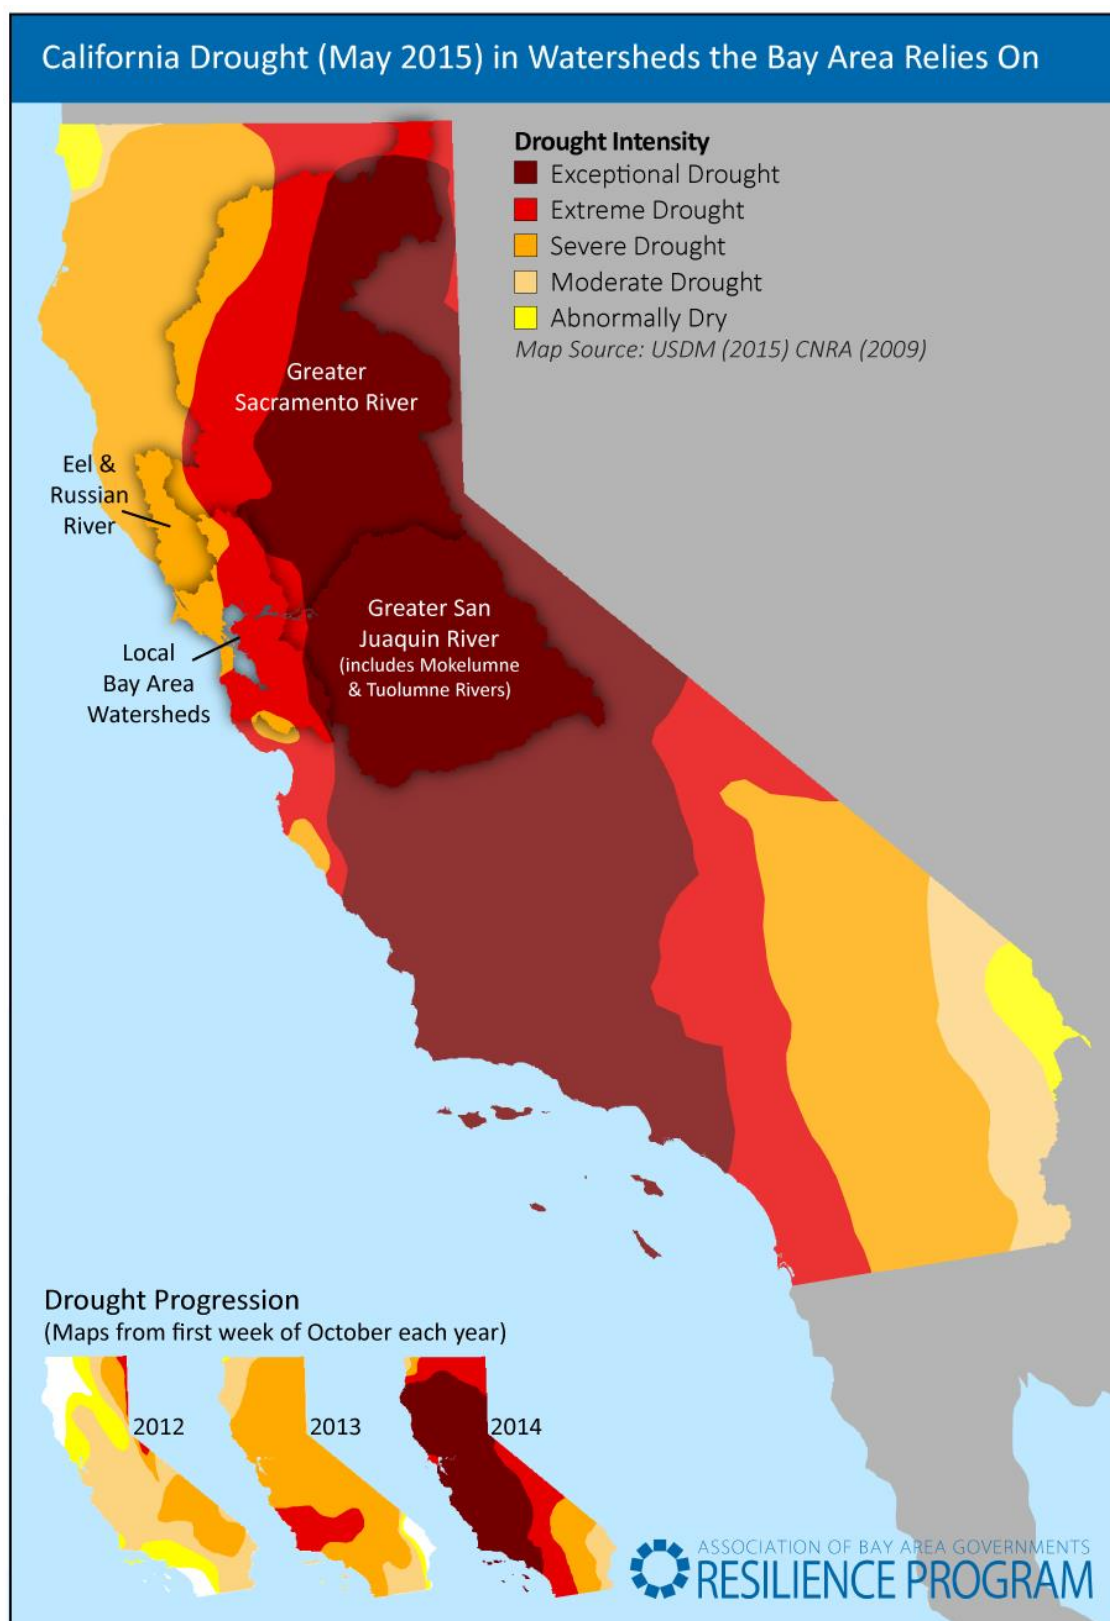 California Drought (May 2015) in Watersheds the Bay Area Relies On
Drought Intensity
Exceptional Drought
Extreme Drought
Severe Drought
Moderate Drought
Abnormally Dry
Map Source: USDM (2015) CNRA (2009)
Greater
Sacramento River
Eel &
Russian
River
Greater San
Juaquin River
(includes Mokelumne
& Tuolumne Rivers)
Local
Bay Area
Watersheds
Drought Progression
(Maps from first week of October each year)
2012
2013
2014
ASSOCIATION OF BAY AREA GOVERNMENTS
RESILIENCE PROGRAM